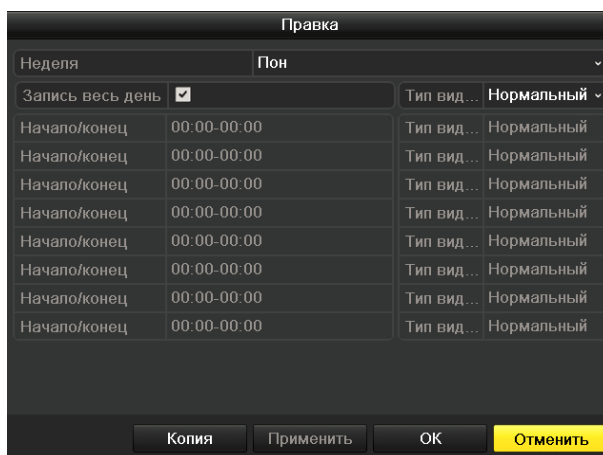 Правка
Неделя Пон
Запись весь день Тип вид... Нормальный
Начало/конец 00:00-00:00 Тип вид... Нормальный
Начало/конец 00:00-00:00 Тип вид... Нормальный
Начало/конец 00:00-00:00 Тип вид... Нормальный
Начало/конец 00:00-00:00 Тип вид... Нормальный
Начало/конец 00:00-00:00 Тип вид... Нормальный
Начало/конец 00:00-00:00 Тип вид... Нормальный
Начало/конец 00:00-00:00 Тип вид... Нормальный
Начало/конец 00:00-00:00 Тип вид... Нормальный
Копия Применить ОК Отменить